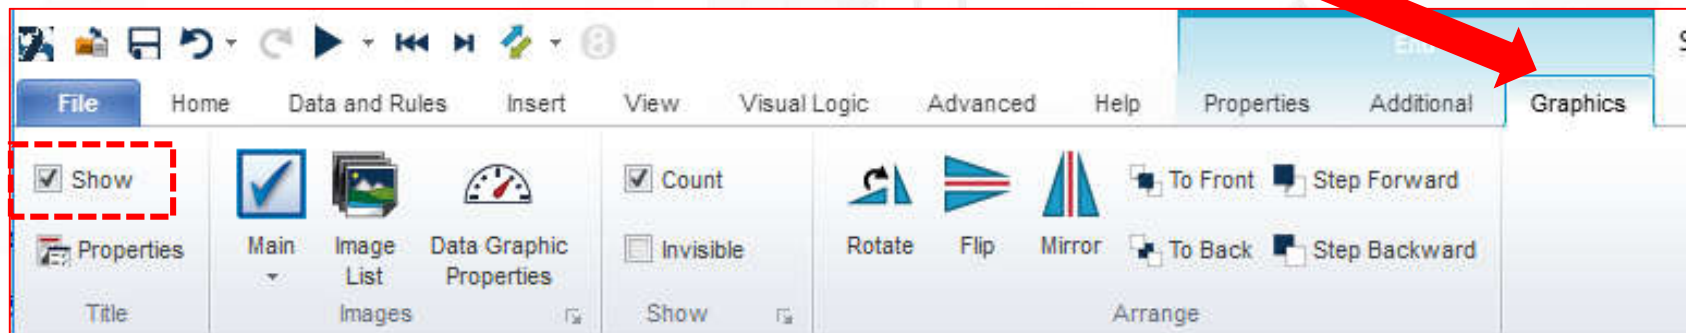 File Home Data and Rules Insert View Visual Logic Advanced Help Properties Additional Graphics
Show
Properties
Title
Main
Image
List
Data Graphic
Properties
Images
Count
Invisible
Show
Rotate Flip Mirror
To Front Step Forward
To Back Step Backward
Arrange